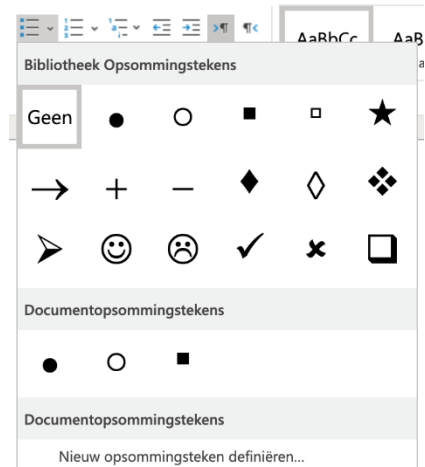 AaBbCc AaB
Bibliotheek Opsommingstekens
Geen
Documentopsommingstekens
Documentopsommingstekens
Nieuw opsommingsteken definiëren...